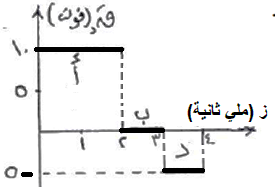 قَد (فولت)
١٠
أ
٥
ب
ز (ملي ثانية)
١ ٢ ٣ ٤
د
-٥